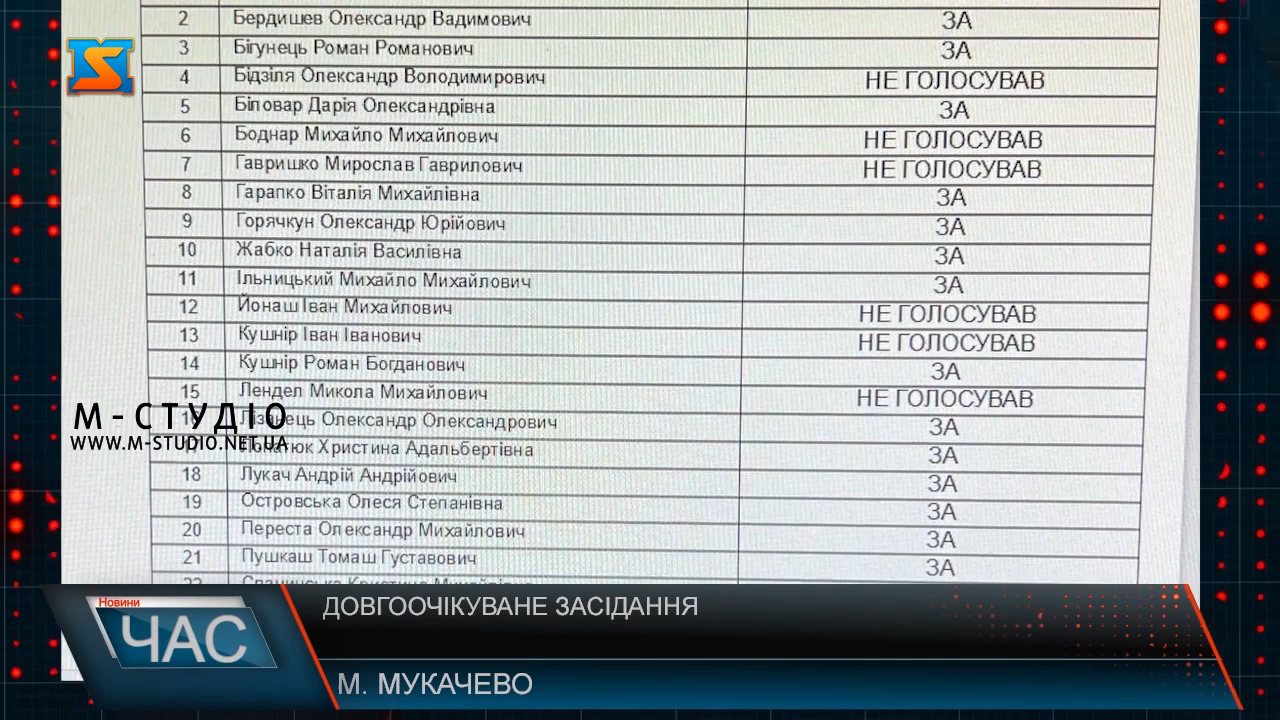 2 Бердишев Олександр Вадимович ЗА
3 Бігунець Роман Романович ЗА
4 Бідзіля Олександр Володимирович НЕ ГОЛОСУВАВ
5 Біловар Дарія Олександрівна ЗА
6 Боднар Михайло Михайлович НЕ ГОЛОСУВАВ
7 Гавришко Мирослав Гаврилович НЕ ГОЛОСУВАВ
8 Гарапко Віталія Михайлівна ЗА
9 Горячкун Олександр Юрійович ЗА
10 Жабко Наталія Василівна ЗА
11 Ільницький Михайло Михайлович ЗА
12 Йонаш Іван Михайлович НЕ ГОЛОСУВАВ
13 Кушнір Іван Іванович НЕ ГОЛОСУВАВ
14 Кушнір Роман Богданович ЗА
15 Лендел Микола Михайлович НЕ ГОЛОСУВАВ
М-СТУДІО
Олександр Олександрович ЗА
WWW.M-STUDIO.NET.UA
Христина Адальбертівна ЗА
18 Лукач Андрій Андрійович ЗА
19 Островська Олеся Степанівна ЗА
20 Переста Олександр Михайлович ЗА
21 Пушкаш Томаш Густавович ЗА
Новини
ЧАС
ДОВГООЧІКУВАНЕ ЗАСІДАННЯ
М. МУКАЧЕВО